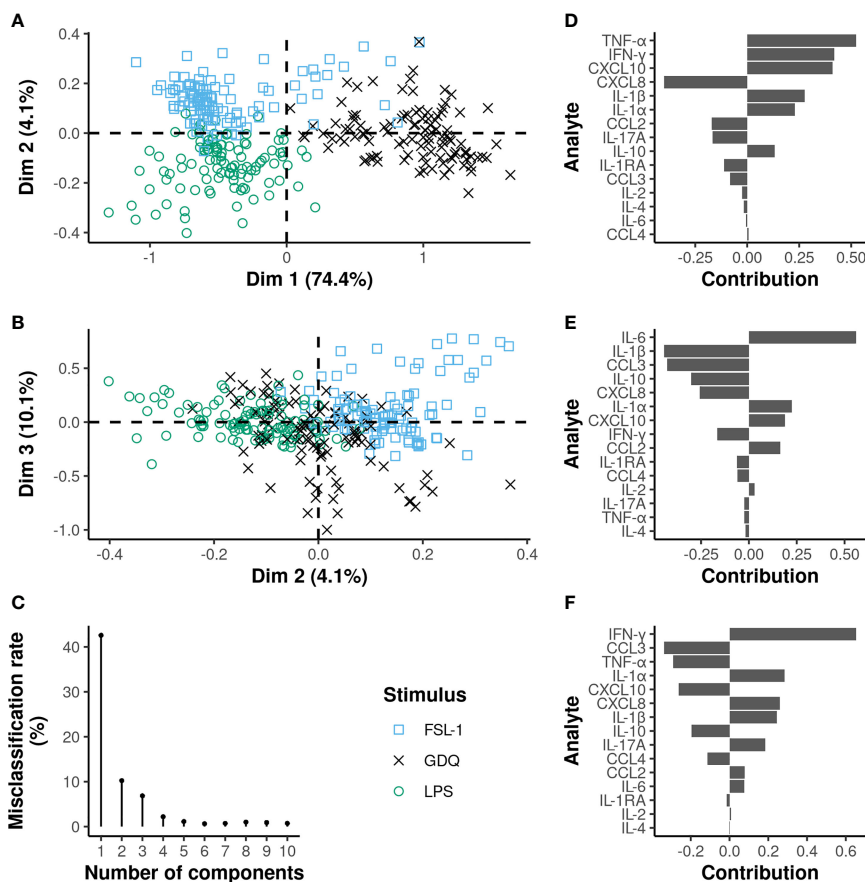 A
0.4
0.2
0.0
-0.2
-0.4
Dim 2 (4.1%)
-1
0
1
Dim 1 (74.4%)
B
0.5
0.0
-0.5
-1.0
Dim 3 (10.1%)
-0.4
-0.2
0.0
0.2
0.4
Dim 2 (4.1%)
C
40
30
20
10
0
Misclassification rate
(%)
1 2 3 4 5 6 7 8 9 10
Number of components
Stimulus
FSL-1
GDQ
LPS
D
Analyte
TNF-α
IFN-γ
CXCL10
CXCL8
IL-1β
IL-1α
CCL2
IL-17A
IL-10
IL-1RA
CCL3
IL-2
IL-4
IL-6
CCL4
-0.25 0.00 0.25 0.50
Contribution
E
Analyte
IL-6
IL-1β
CCL3
IL-10
CXCL8
IL-1α
CXCL10
IFN-γ
CCL2
IL-1RA
CCL4
IL-2
IL-17A
TNF-α
IL-4
-0.25 0.00 0.25 0.50
Contribution
F
Analyte
IFN-γ
CCL3
TNF-α
IL-1α
CXCL10
CXCL8
IL-1β
IL-10
IL-17A
CCL4
CCL2
IL-6
IL-1RA
IL-2
IL-4
-0.2 0.0 0.2 0.4 0.6
Contribution